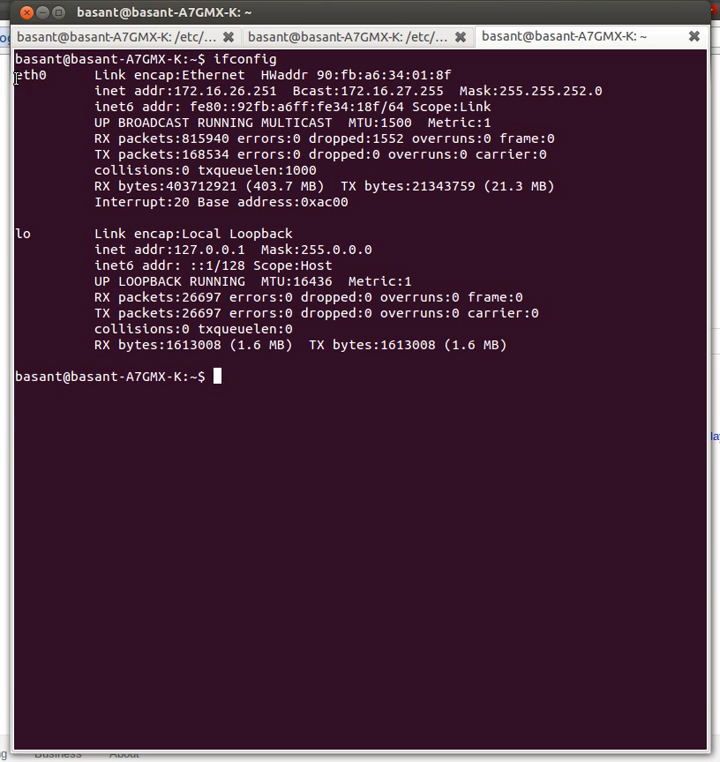 basant@basant-A7GMX-K: ~
basant@basant-A7GMX-K: /etc/... basant@basant-A7GMX-K: /etc/... basant@basant-A7GMX-K: ~
basant@basant-A7GMX-K:~$ ifconfig
eth0 Link encap:Ethernet HWaddr 90:fb:a6:34:01:8f
inet addr:172.16.26.251 Bcast:172.16.27.255 Mask:255.255.252.0
inet6 addr: fe80::92fb:a6ff:fe34:18f/64 Scope:Link
UP BROADCAST RUNNING MULTICAST MTU:1500 Metric:1
RX packets:815940 errors:0 dropped:1552 overruns:0 frame:0
TX packets:168534 errors:0 dropped:0 overruns:0 carrier:0
collisions:0 txqueuelen:1000
RX bytes:403712921 (403.7 MB) TX bytes:21343759 (21.3 MB)
Interrupt:20 Base address:0xac00
lo Link encap:Local Loopback
inet addr:127.0.0.1 Mask:255.0.0.0
inet6 addr: ::1/128 Scope:Host
UP LOOPBACK RUNNING MTU:16436 Metric:1
RX packets:26697 errors:0 dropped:0 overruns:0 frame:0
TX packets:26697 errors:0 dropped:0 overruns:0 carrier:0
collisions:0 txqueuelen:0
RX bytes:1613008 (1.6 MB) TX bytes:1613008 (1.6 MB)
basant@basant-A7GMX-K:~$
Business About